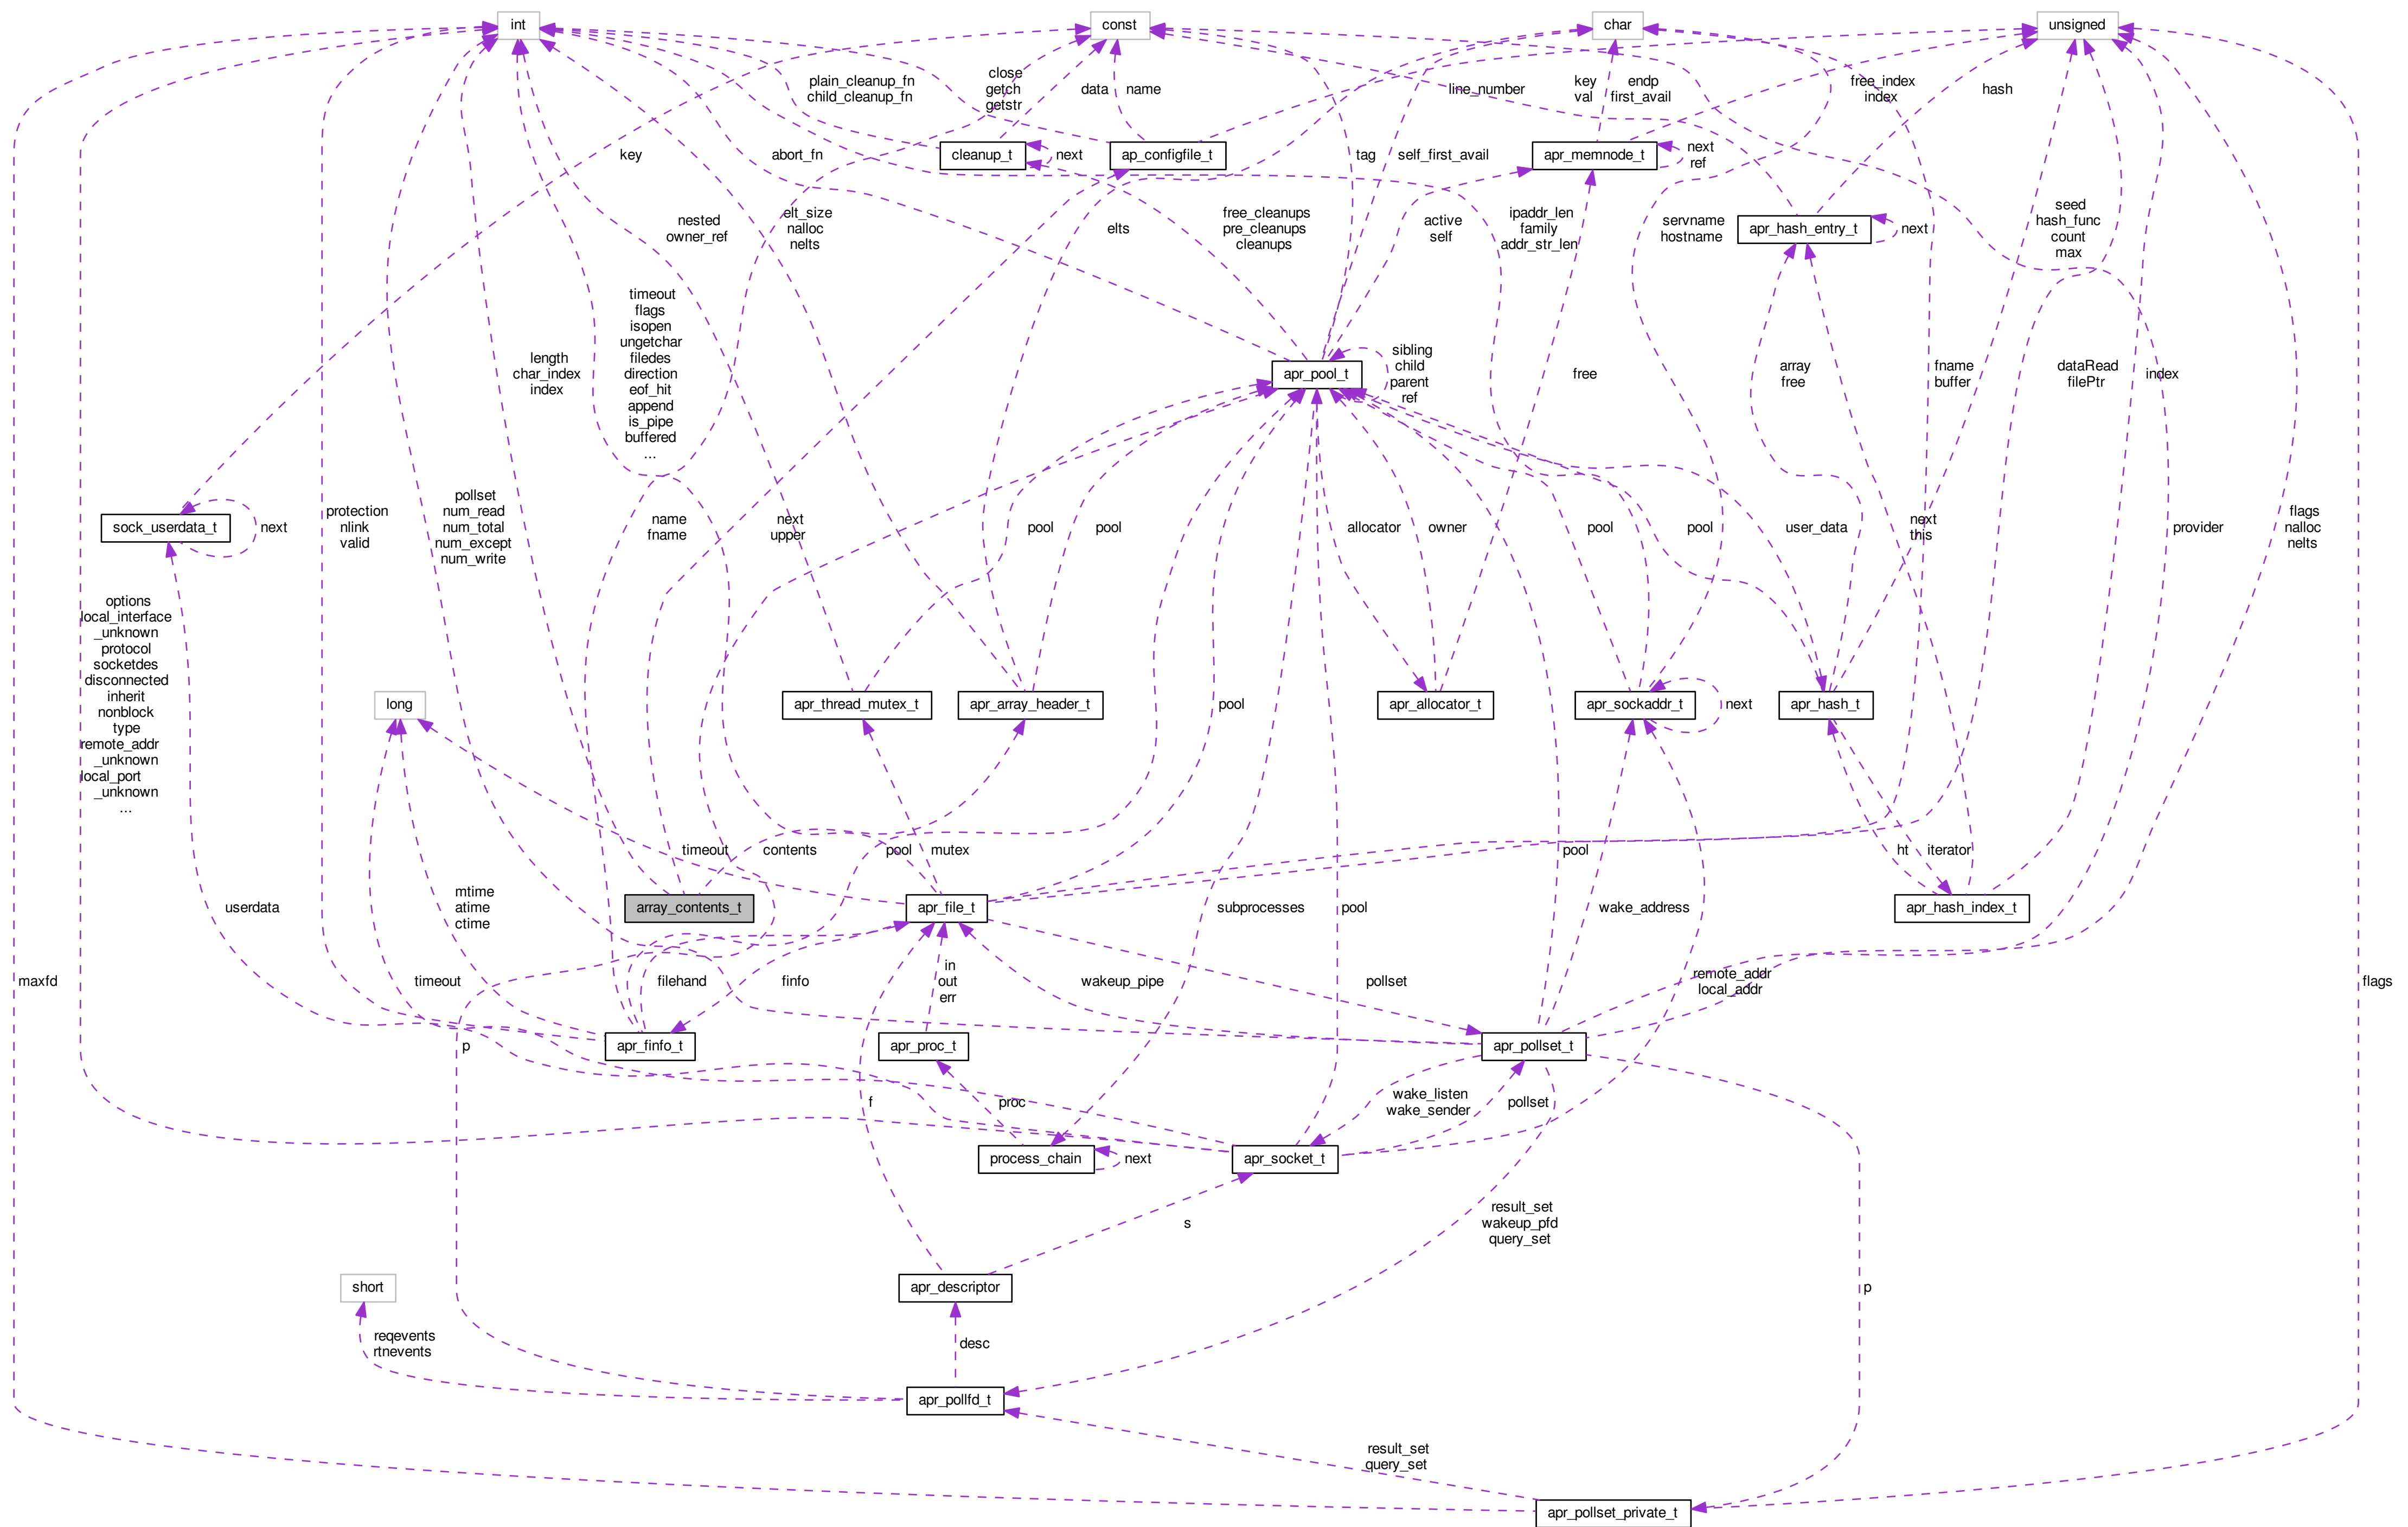 int
const
char
unsigned
plain_cleanup_fn
child_cleanup_fn
close
getch
getstr
data
name
line_number
key
val
endp
first_avail
free_index
index
hash
key
abort_fn
cleanup_t
next
ap_configfile_t
tag
self_first_avail
apr_memnode_t
next
ref
nested
owner_ref
elt_size
nalloc
nelts
elts
free_cleanups
pre_cleanups
cleanups
active
self
ipaddr_len
family
addr_str_len
servname
hostname
apr_hash_entry_t
next
seed
hash_func
count
max
length
char_index
index
timeout
flags
isopen
ungetchar
filedes
direction
eof_hit
append
is_pipe
buffered
...
apr_pool_t
sibling
child
parent
ref
free
array
free
fname
buffer
dataRead
filePtr
index
sock_userdata_t
next
protection
nlink
valid
pollset
num_read
num_total
num_except
num_write
name
fname
next
upper
pool
pool
allocator
owner
pool
pool
user_data
next
this
provider
flags
nalloc
nelts
options
local_interface
_unknown
protocol
socketdes
disconnected
inherit
nonblock
type
remote_addr
_unknown
local_port
_unknown
...
long
apr_thread_mutex_t
apr_array_header_t
pool
apr_allocator_t
apr_sockaddr_t
next
apr_hash_t
timeout
contents
pool
mutex
pool
ht
iterator
userdata
mtime
atime
ctime
array_contents_t
apr_file_t
subprocesses
pool
wake_address
apr_hash_index_t
maxfd
timeout
filehand
finfo
in
out
err
wakeup_pipe
pollset
remote_addr
local_addr
flags
p
apr_finfo_t
apr_proc_t
apr_pollset_t
f
proc
wake_listen
wake_sender
pollset
process_chain
next
apr_socket_t
s
result_set
wakeup_pfd
query_set
short
apr_descriptor
p
reqevents
rtnevents
desc
apr_pollfd_t
result_set
query_set
apr_pollset_private_t